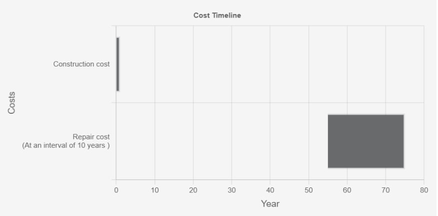 Cost Timeline
Costs
Construction cost
Repair cost
(At an interval of 10 years )
0 10 20 30 40 50 60 70 80
Year